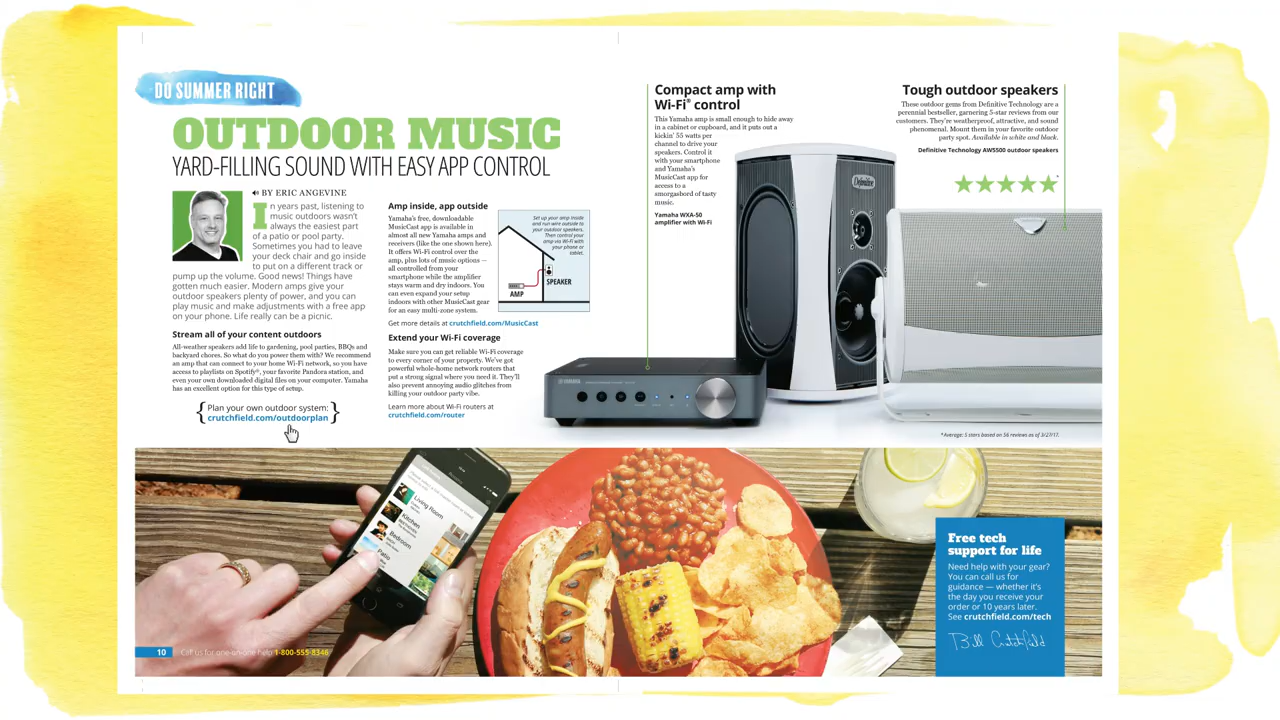 DO SUMMER RIGHT
OUTDOOR MUSIC
YARD-FILLING SOUND WITH EASY APP CONTROL
BY ERIC ANGEVINE
In years past, listening to
music outdoors wasn't
always the easiest part
of a patio or pool party.
Sometimes you had to leave
your deck chair and go inside
to put on a different track or
pump up the volume. Good news! Things have
gotten much easier. Modern amps give your
outdoor speakers plenty of power, and you can
play music and make adjustments with a free app
on your phone. Life really can be a picnic.
Stream all of your content outdoors
All-weather speakers add life to gardening, pool parties, BBQs and
backyard chores. So what do you power them with? We recommend
an amp that can connect to your home Wi-Fi network, so you have
access to playlists on Spotify®, your favorite Pandora station, and
even your own downloaded digital files on your computer. Yamaha
has an excellent option for this type of setup.
{ Plan your own outdoor system: }
crutchfield.com/outdoorplan
Amp inside, app outside
Yamaha's free, downloadable
MusicCast app is available in
almost all new Yamaha amps and
receivers (like the one shown here).
It offers Wi-Fi control over the
amp, plus lots of music options —
all controlled from your
smartphone while the amplifier
stays warm and dry indoors. You
can even expand your setup
indoors with other MusicCast gear
for an easy multi-zone system.
Get more details at crutchfield.com/MusicCast
Set up your amp inside
and run wire outside to
your outdoor speakers.
Then control your
amp via Wi-Fi with
your phone or
tablet.
SPEAKER
AMP
Extend your Wi-Fi coverage
Make sure you can get reliable Wi-Fi coverage
to every corner of your property. We've got
powerful whole-home network routers that
put a strong signal where you need it. They'll
also prevent annoying audio glitches from
killing your outdoor party vibe.
Learn more about Wi-Fi routers at
crutchfield.com/router
Compact amp with
Wi-Fi® control
This Yamaha amp is small enough to hide away
in a cabinet or cupboard, and it puts out a
kickin' 55 watts per
channel to drive your
speakers. Control it
with your smartphone
and Yamaha's
MusicCast app for
access to a
smorgasbord of tasty
music.
Yamaha WXA-50
amplifier with Wi-Fi
Tough outdoor speakers
These outdoor gems from Definitive Technology are a
perennial bestseller, garnering 5-star reviews from our
customers. They're weatherproof, attractive, and sound
phenomenal. Mount them in your favorite outdoor
party spot. Available in white and black.
Definitive Technology AW5500 outdoor speakers
*
Definitive
YAMAHA
*Average: 5 stars based on 56 reviews as of 3/27/17.
Living Room
Kitchen
Bedroom
Patio
Free tech
support for life
Need help with your gear?
You can call us for
guidance — whether it's
the day you receive your
order or 10 years later.
See crutchfield.com/tech
Bill Crutchfield
10 Call us for one-on-one help 1-800-555-8346